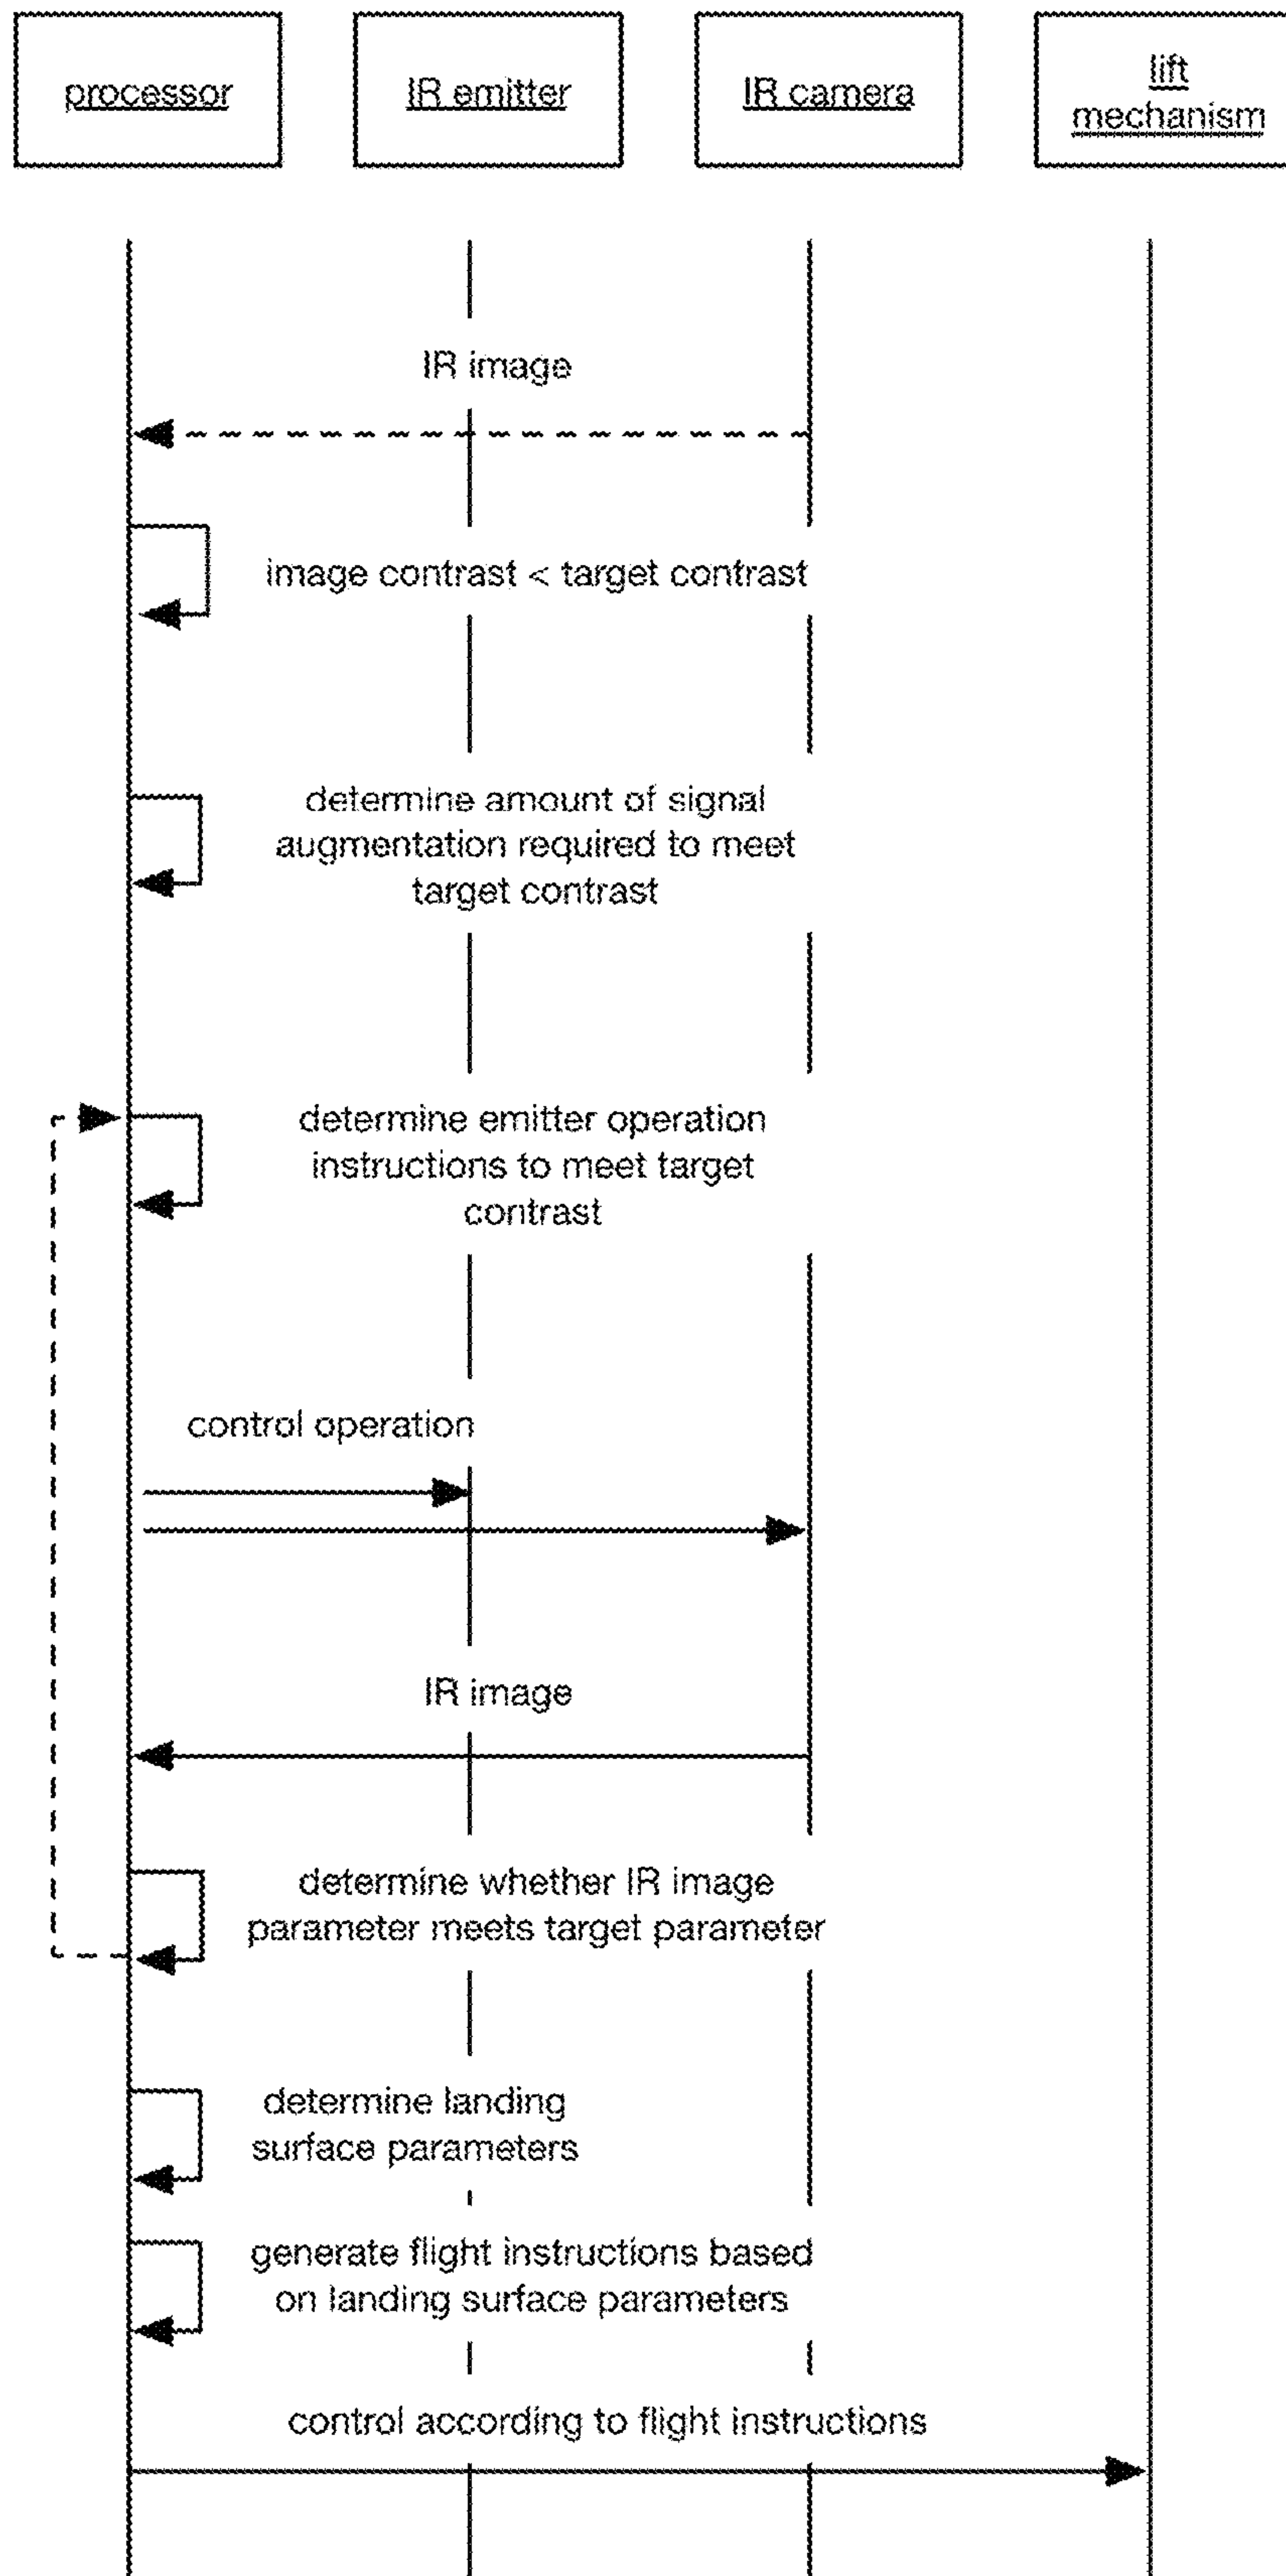 processor
IR emitter
IR camera
lift
mechanism
IR image
image contrast < target contrast
determine amount of signal
augmentation required to meet
target contrast
determine emitter operation
instructions to meet target
contrast
control operation
IR image
determine whether IR image
parameter meets target parameter
determine landing
surface parameters
generate flight instructions based
on landing surface parameters
control according to flight instructions